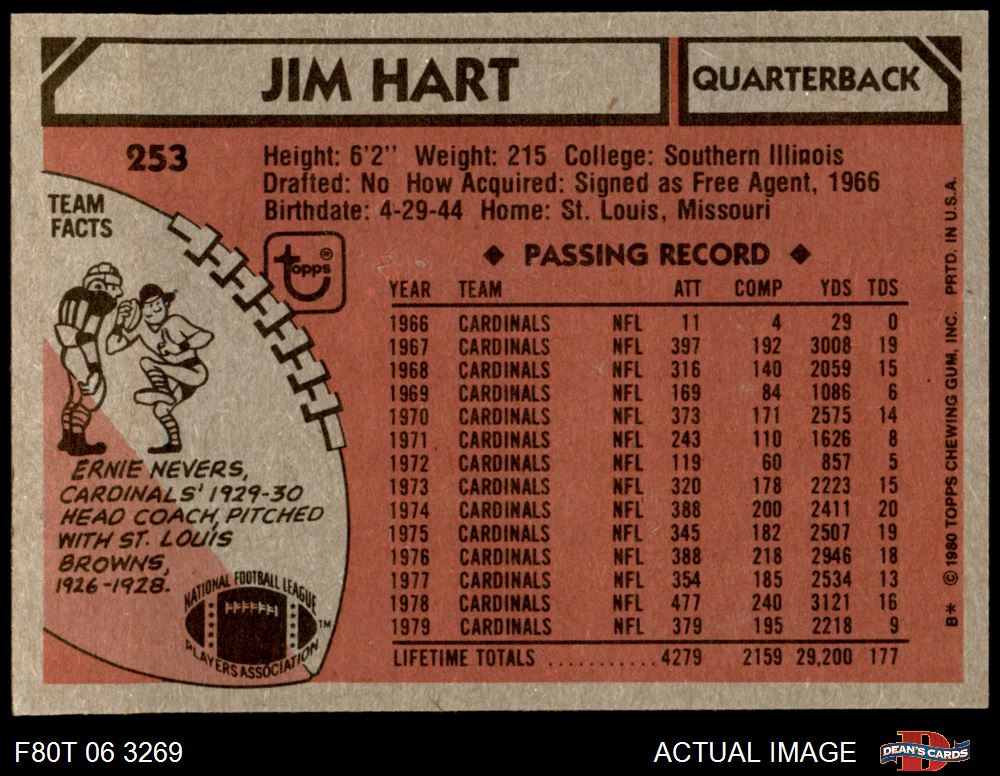 JIM HART
QUARTERBACK
253
Height: 6'2" Weight: 215 College: Southern Illinois
Drafted: No How Acquired: Signed as Free Agent, 1966
Birthdate: 4-29-44 Home: St. Louis, Missouri
TEAM
FACTS
topps®
◆ PASSING RECORD ◆
YEAR TEAM ATT COMP YDS TDS
1966 CARDINALS NFL 11 4 29 0
1967 CARDINALS NFL 397 192 3008 19
1968 CARDINALS NFL 316 140 2059 15
1969 CARDINALS NFL 169 84 1086 6
1970 CARDINALS NFL 373 171 2575 14
1971 CARDINALS NFL 243 110 1626 8
1972 CARDINALS NFL 119 60 857 5
1973 CARDINALS NFL 320 178 2223 15
1974 CARDINALS NFL 388 200 2411 20
1975 CARDINALS NFL 345 182 2507 19
1976 CARDINALS NFL 388 218 2946 18
1977 CARDINALS NFL 354 185 2534 13
1978 CARDINALS NFL 477 240 3121 16
1979 CARDINALS NFL 379 195 2218 9
LIFETIME TOTALS .......... 4279 2159 29,200 177
ERNIE NEVERS,
CARDINALS' 1929-30
HEAD COACH, PITCHED
WITH ST. LOUIS
BROWNS,
1926-1928.
NATIONAL FOOTBALL LEAGUE
PLAYERS ASSOCIATION
TM
B* © 1980 TOPPS CHEWING GUM, INC. PRTD. IN U.S.A.
F80T 06 3269
ACTUAL IMAGE
D
DEAN'S CARDS